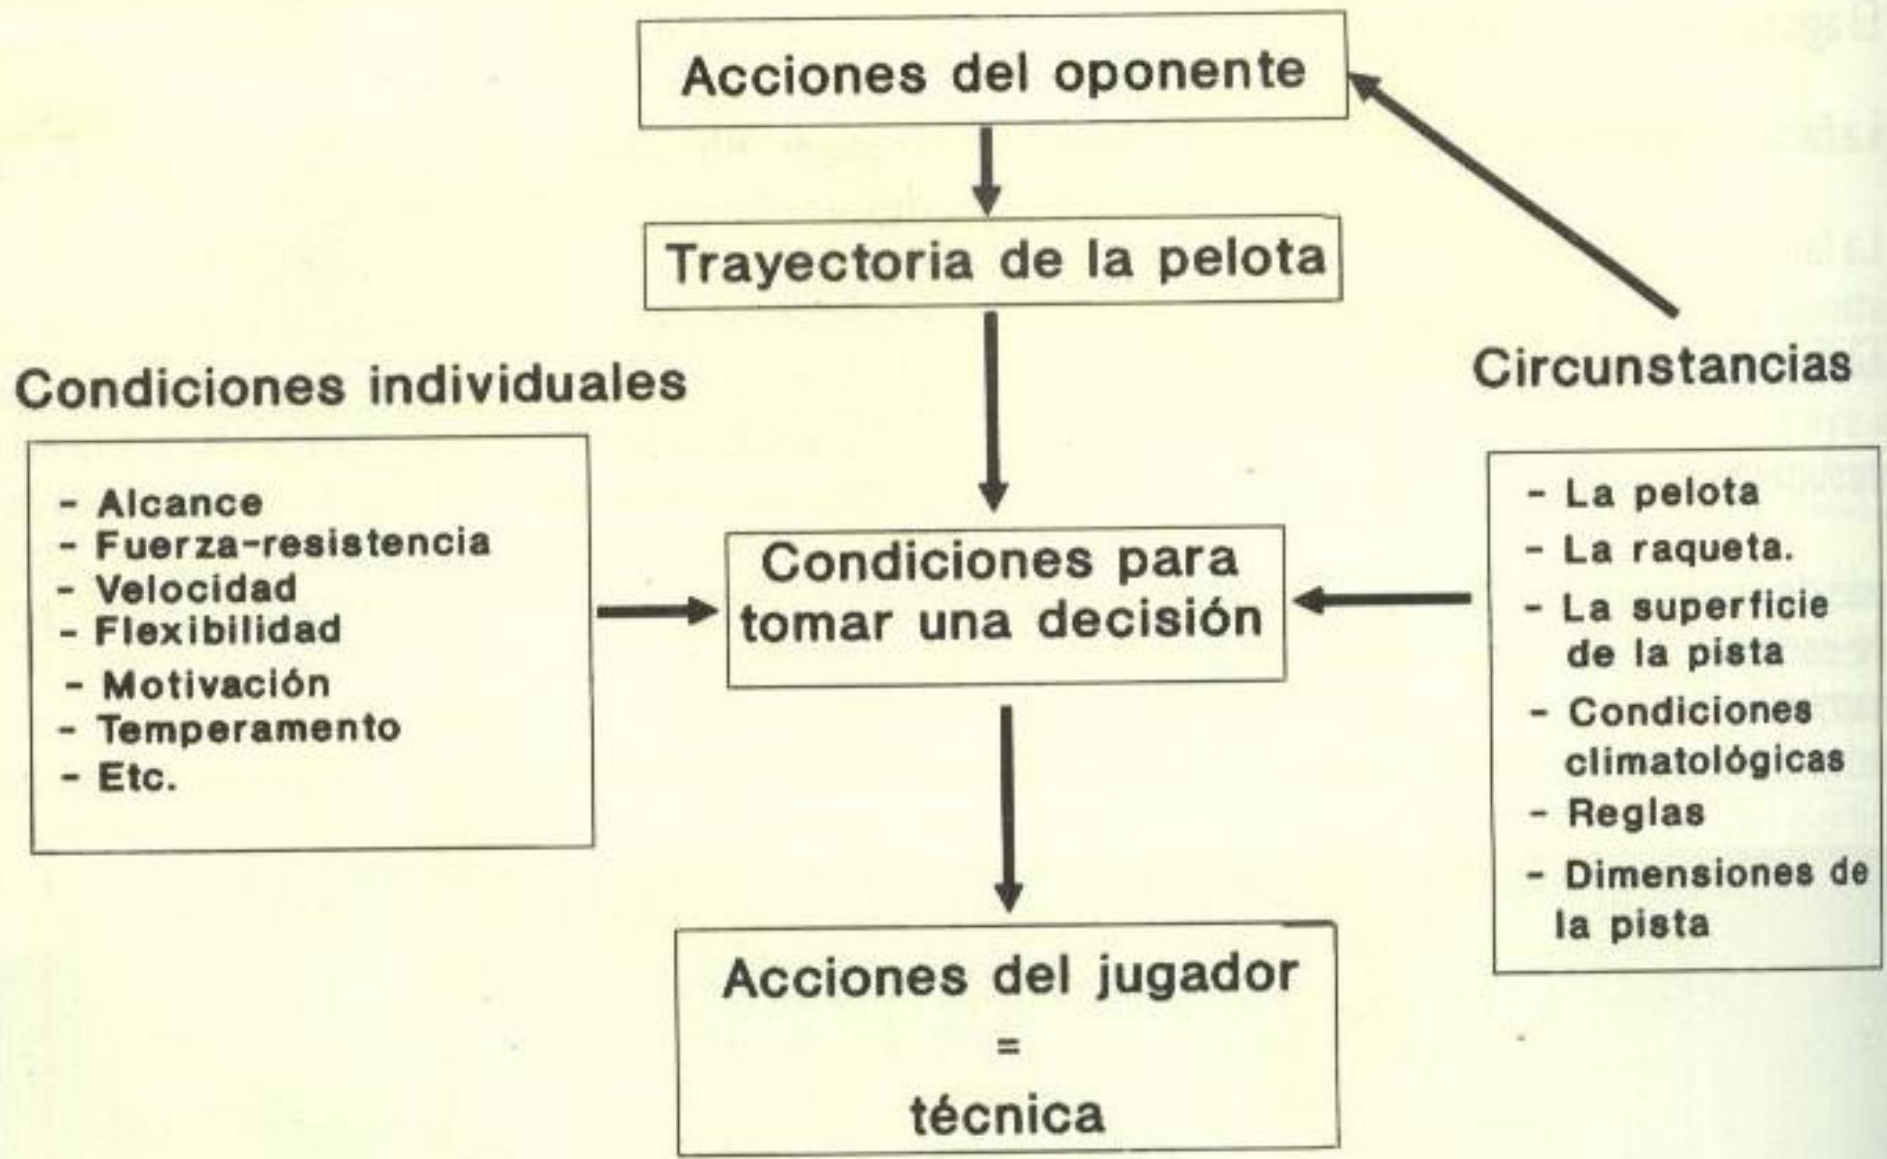 Acciones del oponente
Trayectoria de la pelota
Condiciones individuales
- Alcance
- Fuerza-resistencia
- Velocidad
- Flexibilidad
- Motivación
- Temperamento
- Etc.
Condiciones para
tomar una decisión
Circunstancias
- La pelota
- La raqueta.
- La superficie
de la pista
- Condiciones
climatológicas
- Reglas
- Dimensiones de
la pista
Acciones del jugador
=
técnica